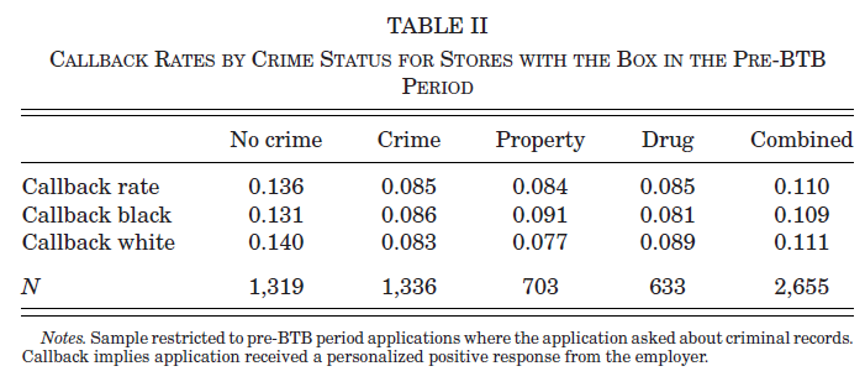 TABLE II
CALLBACK RATES BY CRIME STATUS FOR STORES WITH THE BOX IN THE PRE-BTB
PERIOD
No crime Crime Property Drug Combined
Callback rate 0.136 0.085 0.084 0.085 0.110
Callback black 0.131 0.086 0.091 0.081 0.109
Callback white 0.140 0.083 0.077 0.089 0.111
N 1,319 1,336 703 633 2,655
Notes. Sample restricted to pre-BTB period applications where the application asked about criminal records.
Callback implies application received a personalized positive response from the employer.